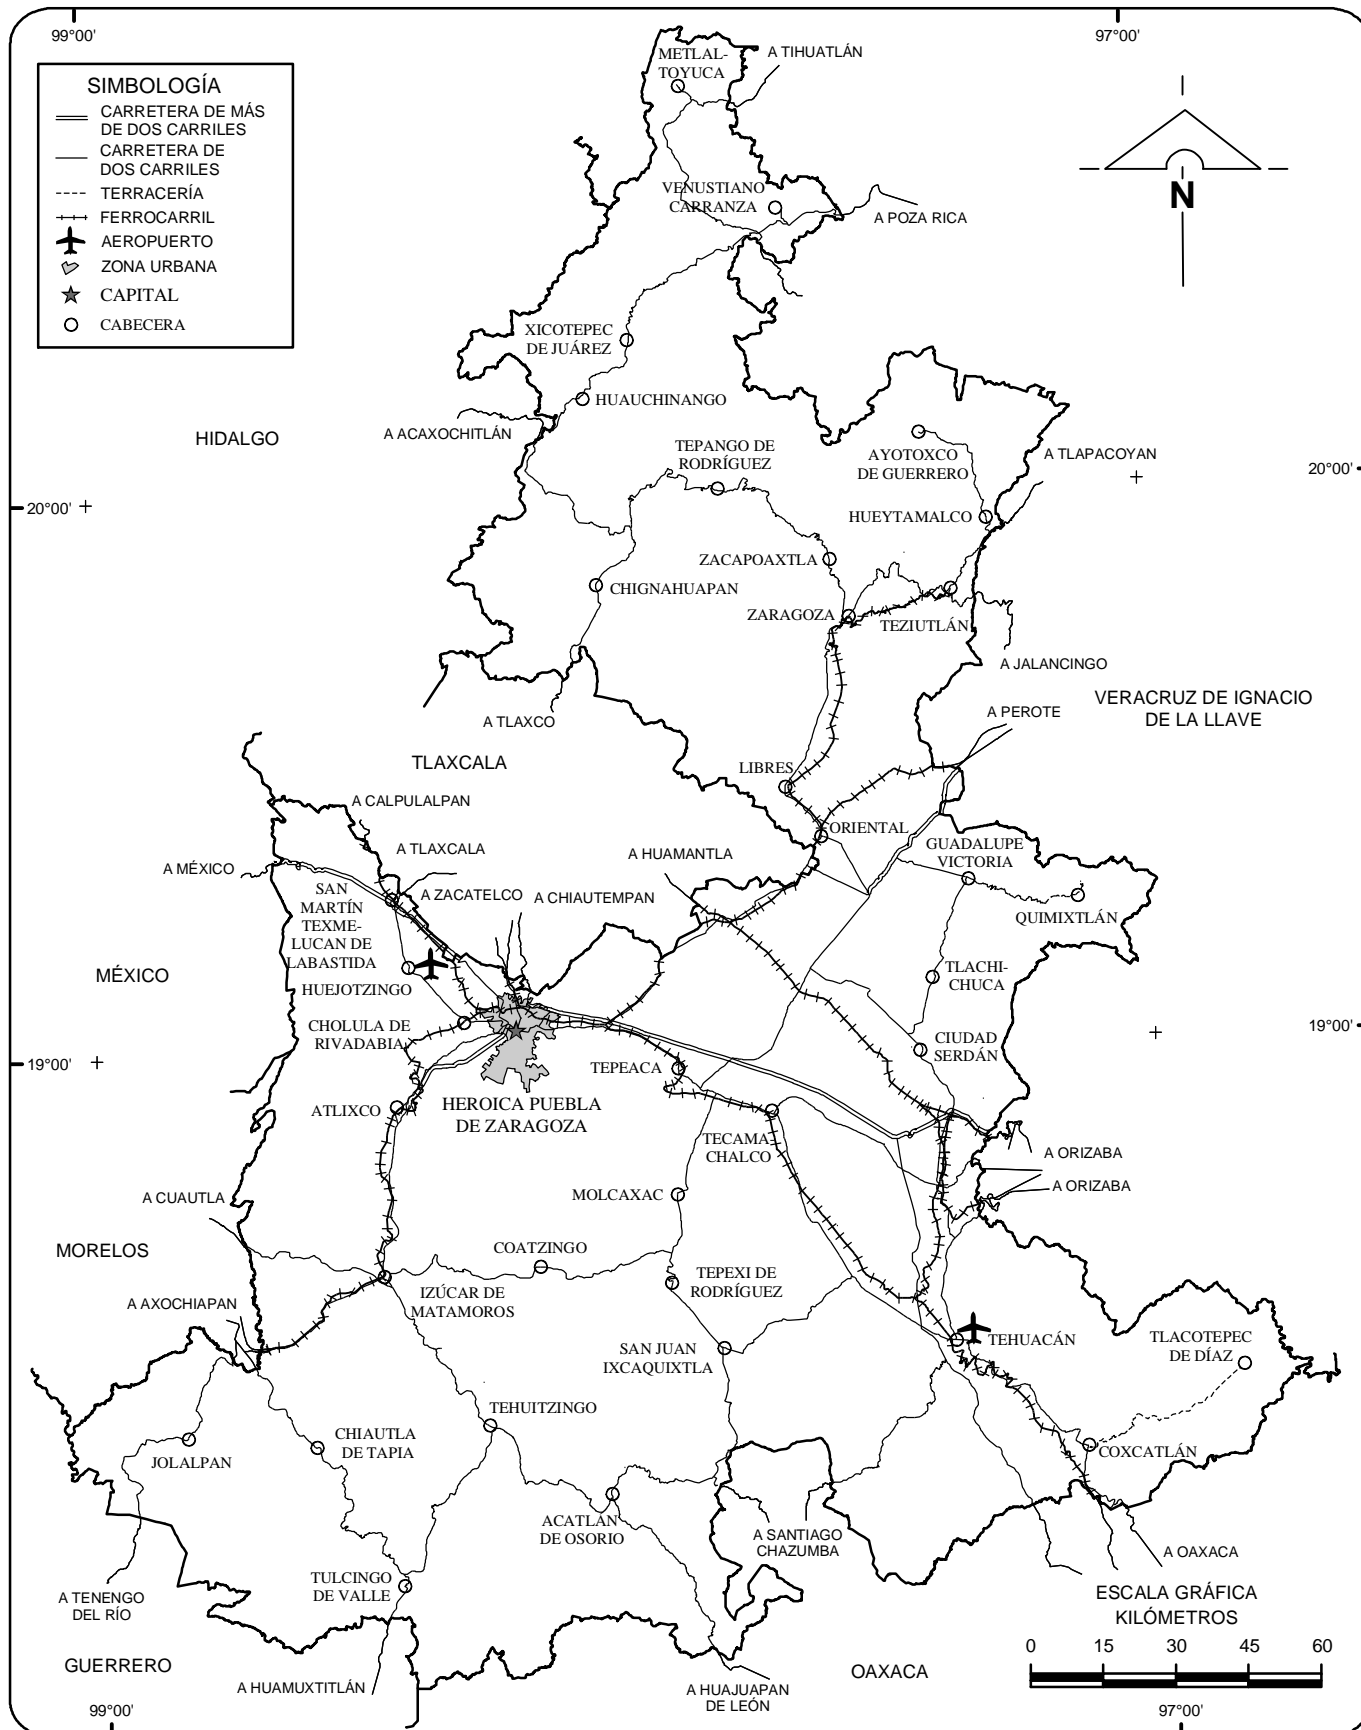 99°00'
97°00'
SIMBOLOGÍA
CARRETERA DE MÁS
DE DOS CARRILES
CARRETERA DE
DOS CARRILES
TERRACERÍA
FERROCARRIL
AEROPUERTO
ZONA URBANA
CAPITAL
CABECERA
METLAL-
TOYUCA
A TIHUATLÁN
N
VENUSTIANO
CARRANZA
A POZA RICA
XICOTEPEC
DE JUÁREZ
HUAUCHINANGO
A ACAXOCHITLÁN
HIDALGO
TEPANGO DE
RODRÍGUEZ
AYOTOXCO
DE GUERRERO
A TLAPACOYAN
20°00'
20°00'
HUEYTAMALCO
ZACAPOAXTLA
CHIGNAHUAPAN
ZARAGOZA
TEZIUTLÁN
A JALANCINGO
A TLAXCO
A PEROTE
VERACRUZ DE IGNACIO
DE LA LLAVE
TLAXCALA
LIBRES
A CALPULALPAN
ORIENTAL
A TLAXCALA
A HUAMANTLA
GUADALUPE
VICTORIA
A MÉXICO
SAN
MARTÍN
TEXME-
LUCAN DE
LABASTIDA
A ZACATELCO
A CHIAUTEMPAN
QUIMIXTLÁN
MÉXICO
HUEJOTZINGO
TLACHI-
CHUCA
CHOLULA DE
RIVADABIA
CIUDAD
SERDÁN
19°00'
19°00'
TEPEACA
ATLIXCO
HEROICA PUEBLA
DE ZARAGOZA
TECAMA
CHALCO
A ORIZABA
A ORIZABA
A CUAUTLA
MOLCAXAC
MORELOS
COATZINGO
IZÚCAR DE
MATAMOROS
TEPEXI DE
RODRÍGUEZ
A AXOCHIAPAN
SAN JUAN
IXCAQUIXTLA
TEHUACÁN
TLACOTEPEC
DE DÍAZ
TEHUITZINGO
CHIAUTLA
DE TAPIA
JOLALPAN
COXCATLÁN
ACATLÁN
DE OSORIO
A SANTIAGO
CHAZUMBA
A OAXACA
TULCINGO
DE VALLE
A TENENGO
DEL RÍO
ESCALA GRÁFICA
KILÓMETROS
0 15 30 45 60
GUERRERO
A HUAMUXTITLÁN
A HUAJUAPAN
DE LEÓN
OAXACA
99°00'
97°00'